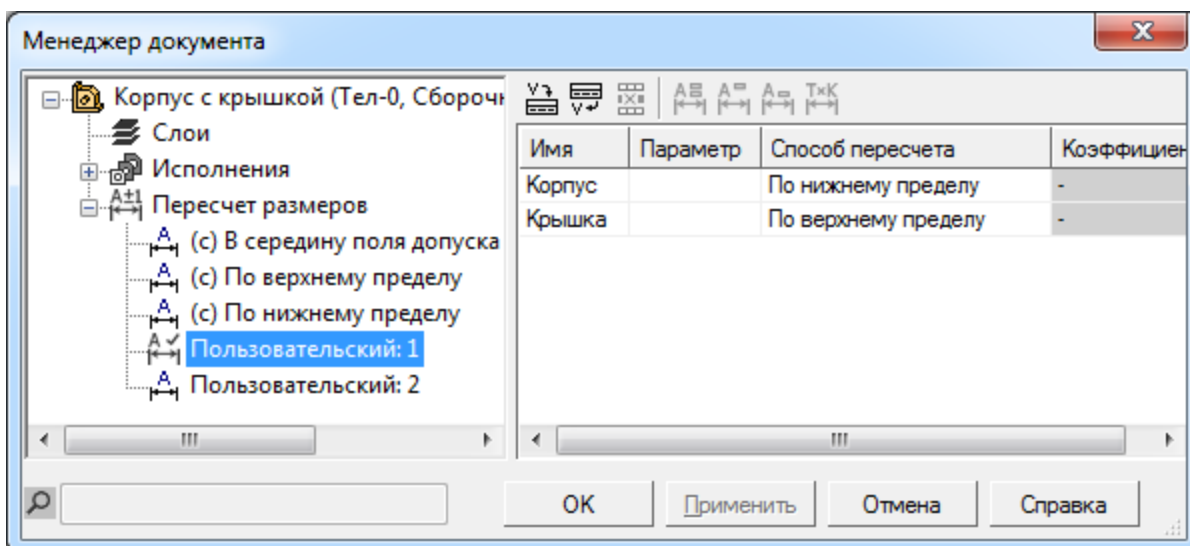 Менеджер документа
Корпус с крышкой (Тел-0, Сборочн
Слои
Исполнения
Пересчет размеров
(с) В середину поля допуска
(с) По верхнему пределу
(с) По нижнему пределу
Пользовательский: 1
Пользовательский: 2
Имя Параметр Способ пересчета Коэффициен
Корпус По нижнему пределу -
Крышка По верхнему пределу -
OK Применить Отмена Справка